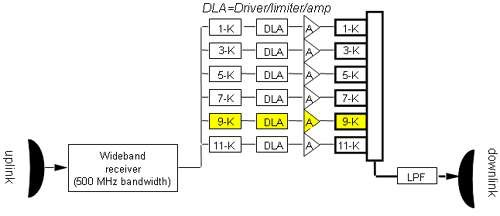 DLA=Driver/limiter/amp
1-K DLA A 1-K
3-K DLA A 3-K
5-K DLA A 5-K
7-K DLA A 7-K
9-K DLA A 9-K
11-K DLA A 11-K
uplink
Wideband
receiver
(500 MHz bandwidth)
LPF
downlink